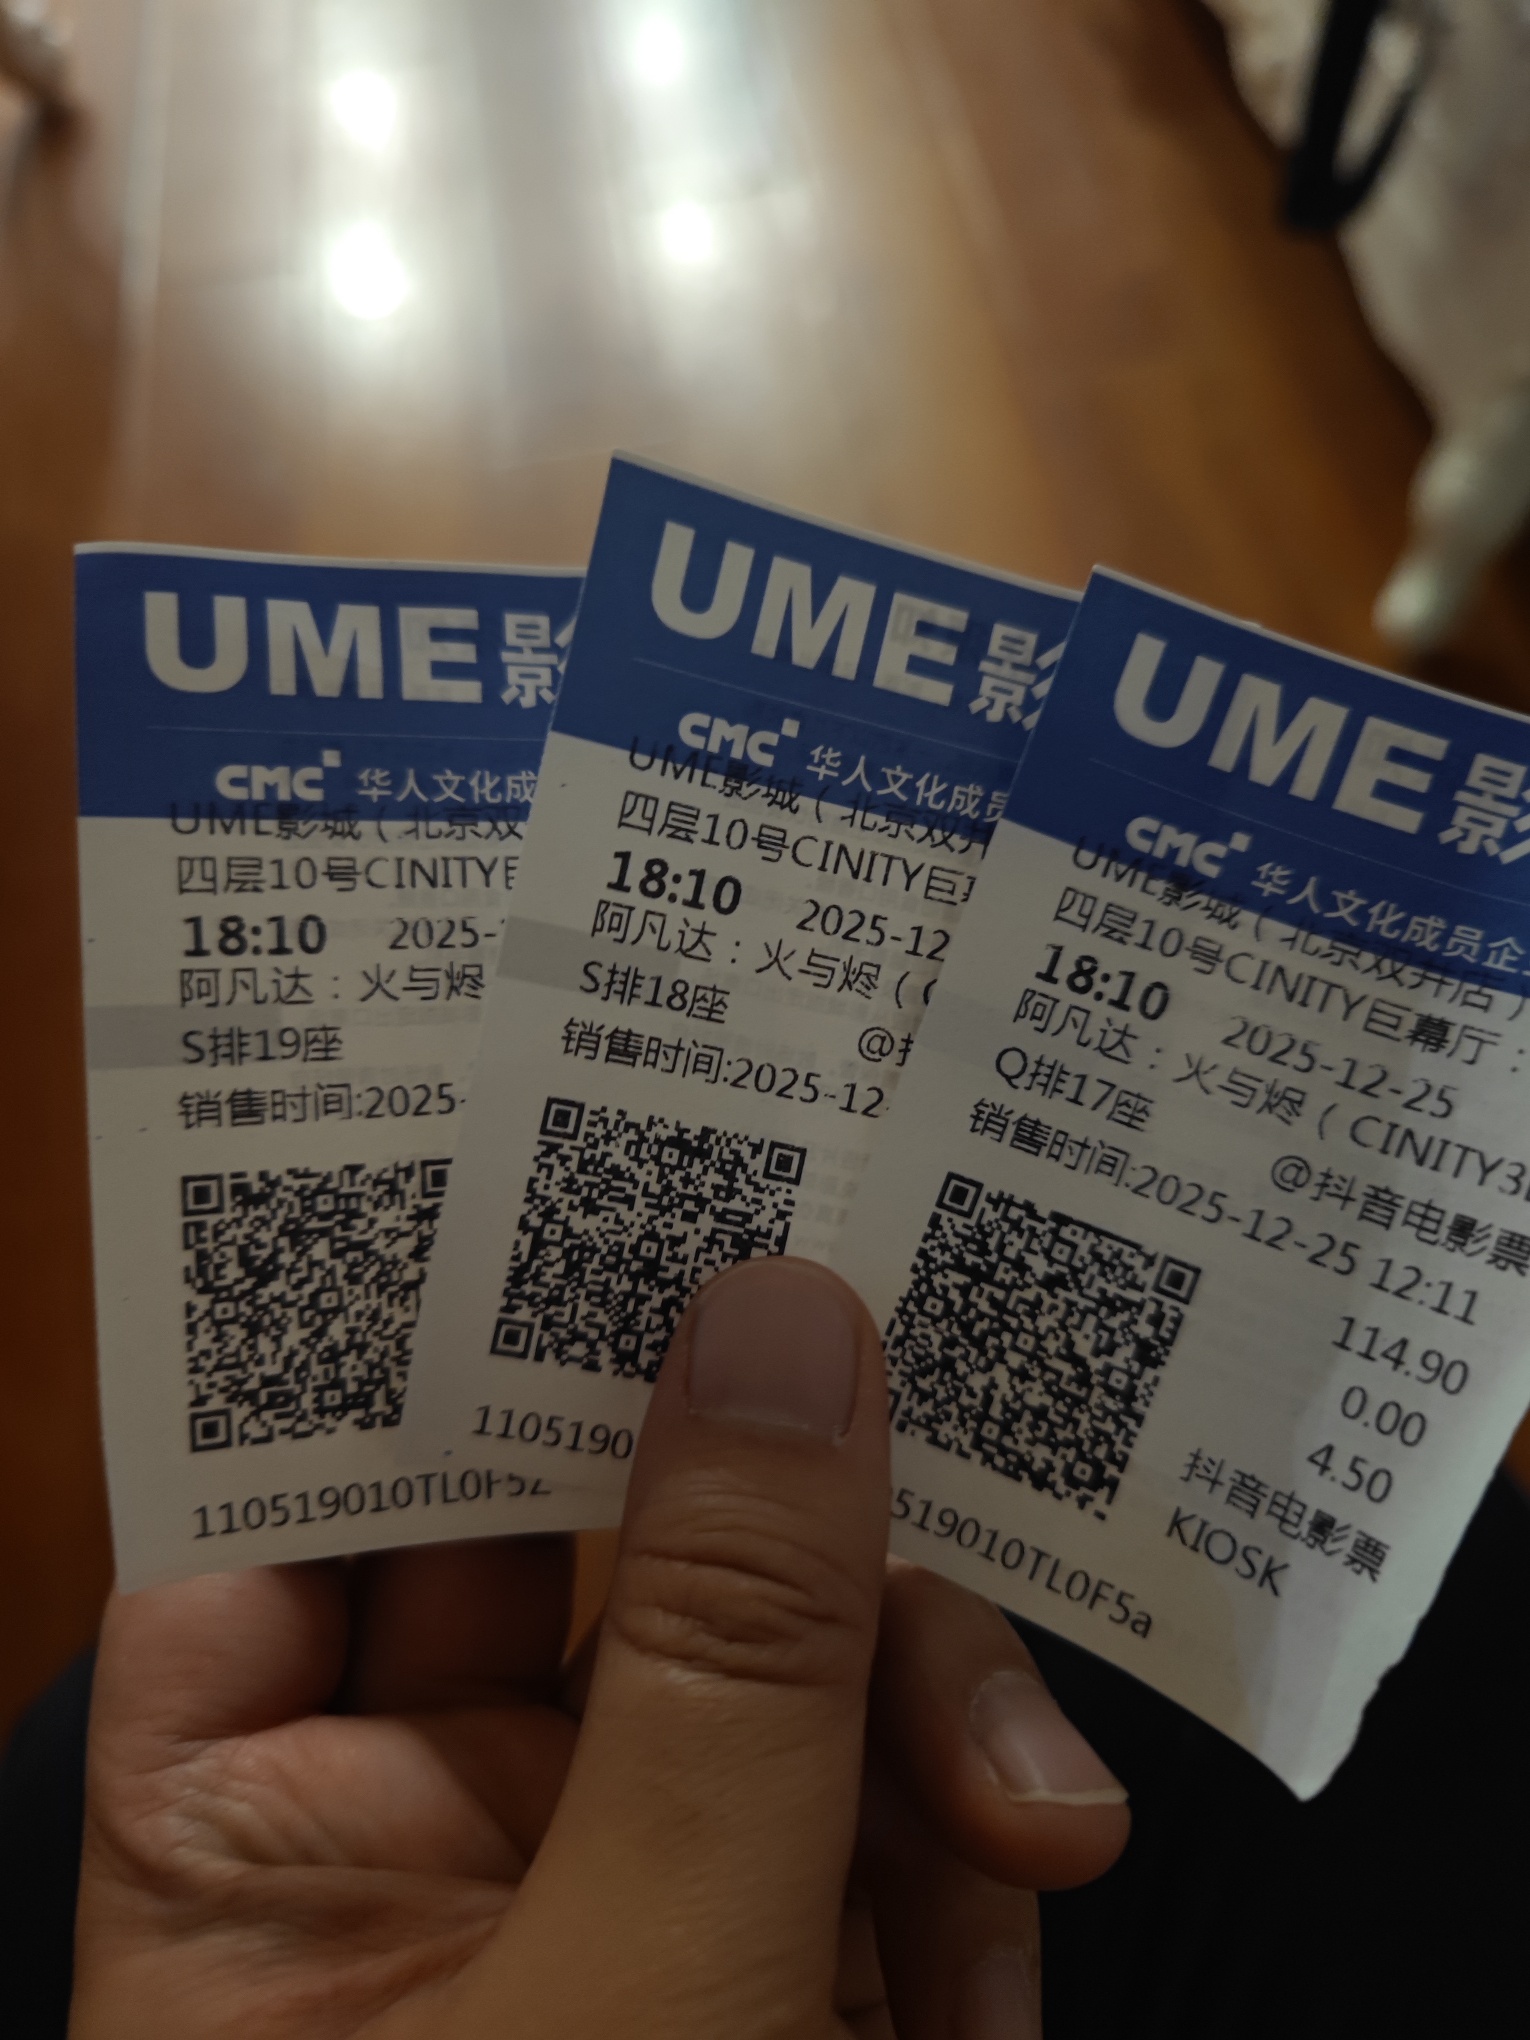 UME影
CMC 华人文化成
UME影城（北京双
四层10号CINITY
18:10 2025-
阿凡达：火与烬
S排19座
销售时间:2025-
110519010TL0F5
UME影
CMC 华人文化成员
UME影城（北京双井
四层10号CINITY巨
18:10 2025-12
阿凡达：火与烬（
S排18座
@
销售时间:2025-12
1105190
UME影
CMC 华人文化成员企
UME影城（北京双井店）
四层10号CINITY巨幕厅：
18:10 2025-12-25
阿凡达：火与烬（CINITY3
Q排17座
@抖音电影票
销售时间:2025-12-25 12:11
114.90
0.00
4.50
抖音电影票
KIOSK
519010TL0F5a